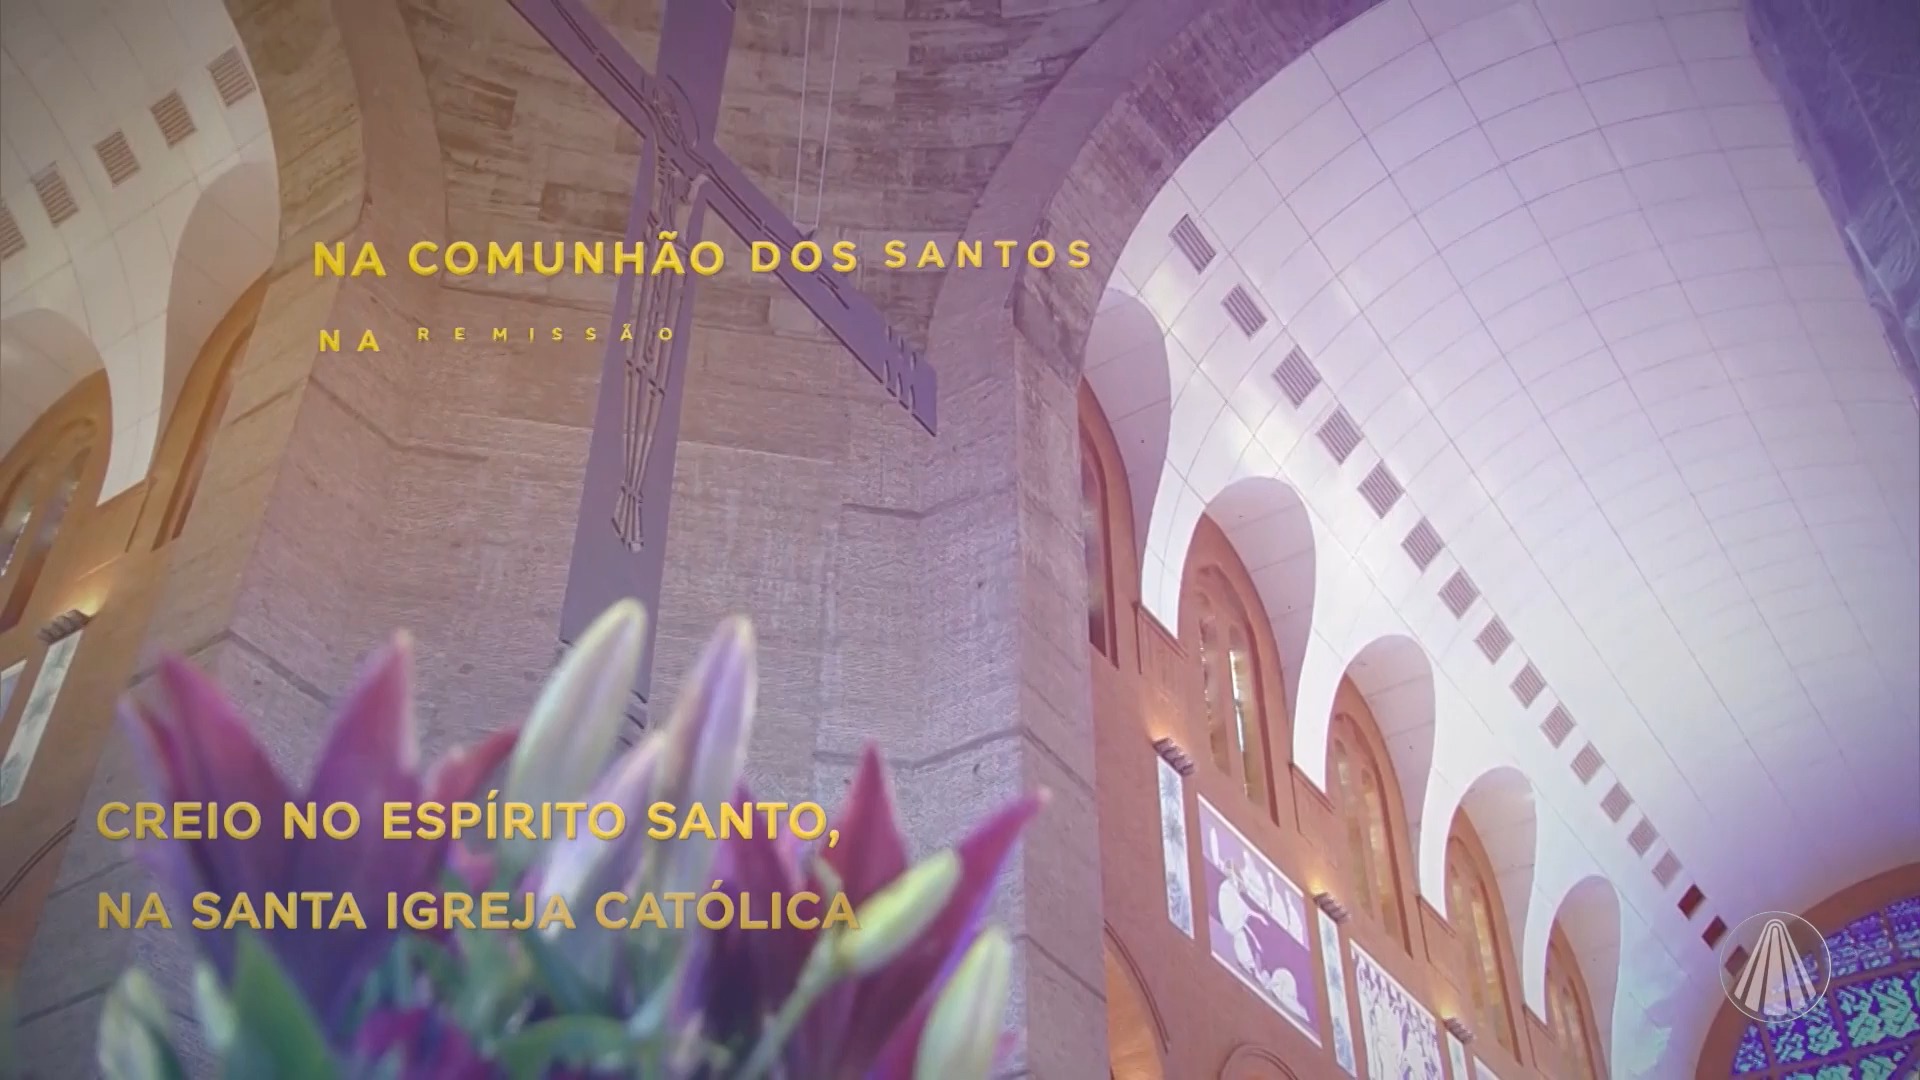 NA COMUNHÃO DOS SANTOS
NA REMISSÃO
CREIO NO ESPÍRITO SANTO,
NA SANTA IGREJA CATÓLICA